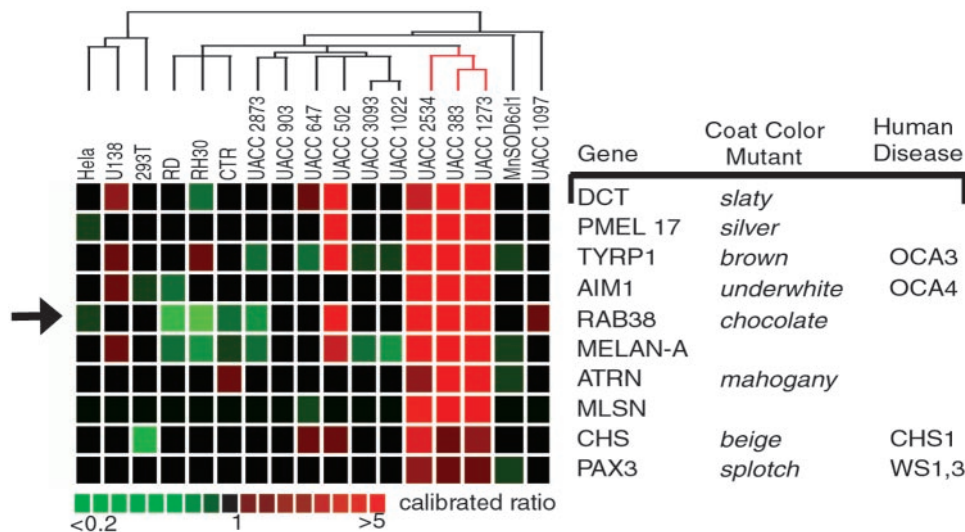 Hela
U138
293T
RD
RH30
CTR
UACC 2873
UACC 903
UACC 647
UACC 502
UACC 3093
UACC 1022
UACC 2534
UACC 383
UACC 1273
MnSOD6cl1
UACC 1097
Gene Coat Color Mutant Human Disease
DCT slaty
PMEL 17 silver
TYRP1 brown OCA3
AIM1 underwhite OCA4
RAB38 chocolate
MELAN-A
ATRN mahogany
MLSN
CHS beige CHS1
PAX3 splotch WS1,3
calibrated ratio
<0.2 1 >5